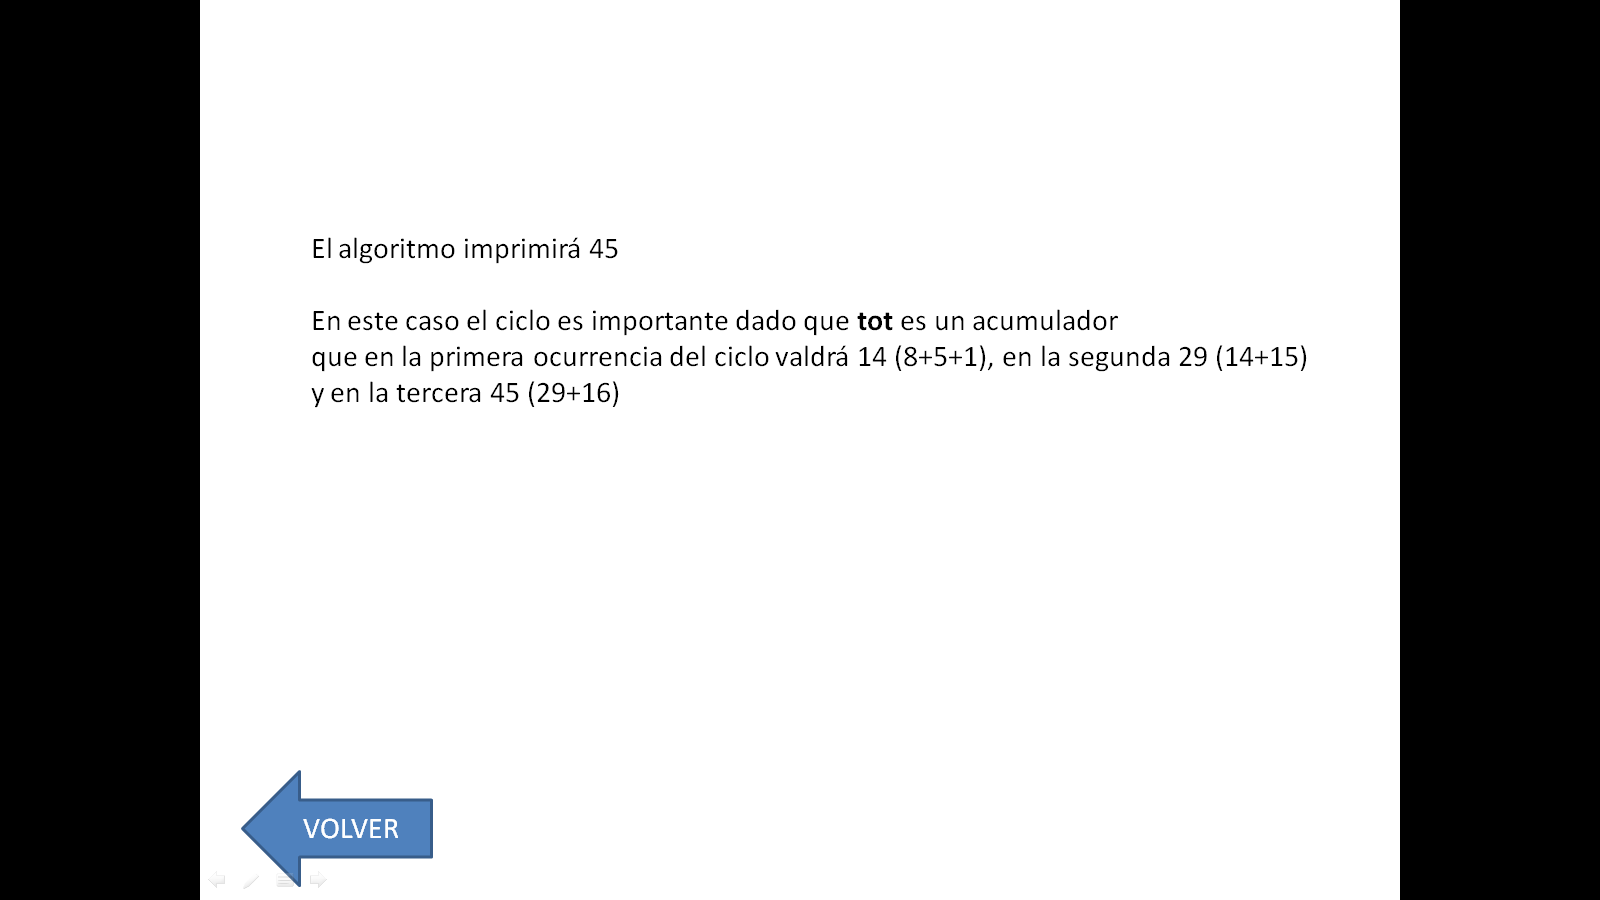 El algoritmo imprimirá 45
En este caso el ciclo es importante dado que tot es un acumulador
que en la primera ocurrencia del ciclo valdrá 14 (8+5+1), en la segunda 29 (14+15)
y en la tercera 45 (29+16)
VOLVER